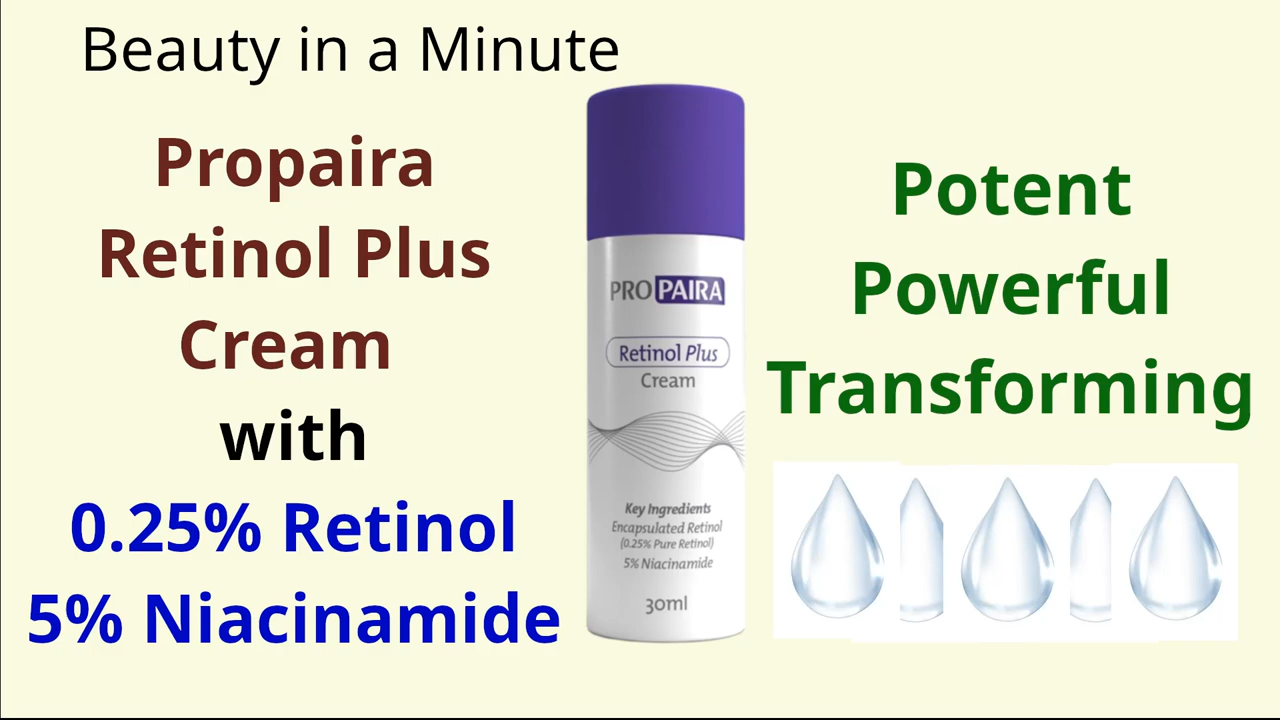 Beauty in a Minute
Propaira
Retinol Plus
Cream
with
0.25% Retinol
5% Niacinamide
PROPAIRA
Retinol Plus
Cream
Key Ingredients
Encapsulated Retinol
(0.25% Pure Retinol)
5% Niacinamide
30ml
Potent
Powerful
Transforming